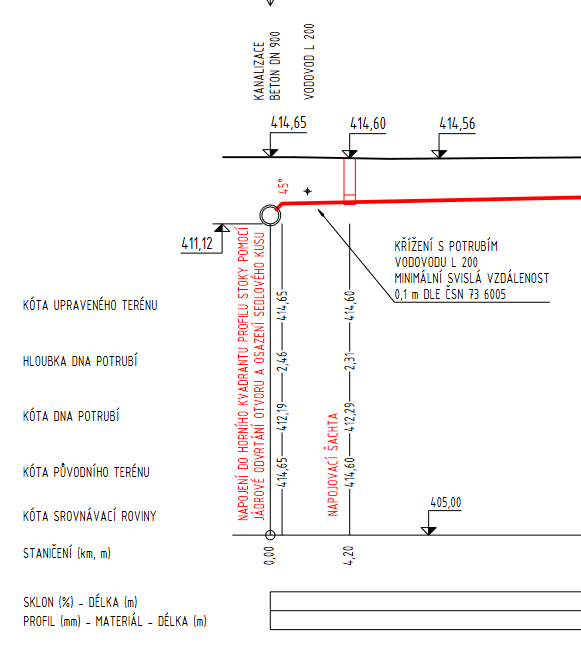 KANALIZACE
BETON DN 900
VODOVOD L 200
414,65
414,60
414,56
45°
411,12
KŘÍŽENÍ S POTRUBÍM
VODOVODU L 200
MINIMÁLNÍ SVISLÁ VZDÁLENOST
0,1 m DLE ČSN 73 6005
NAPOJENÍ DO HORNÍHO KVADRANTU PROFILU STOKY POMOCÍ
JÁDROVÉ ODVRTÁNÍ OTVORU A OSAZENÍ SEDLOVÉHO KUSU
NAPOJOVACÍ ŠACHTA
KÓTA UPRAVENÉHO TERÉNU
414,65
414,60
HLOUBKA DNA POTRUBÍ
2,46
2,31
KÓTA DNA POTRUBÍ
412,19
412,29
KÓTA PŮVODNÍHO TERÉNU
414,65
414,60
KÓTA SROVNÁVACÍ ROVINY
405,00
STANIČENÍ (km, m)
0,00
4,20
SKLON (%) - DÉLKA (m)
PROFIL (mm) - MATERIÁL - DÉLKA (m)